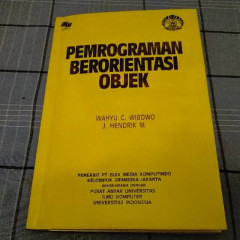 PEMROGRAMAN
BERORIENTASI
OBJEK
WAHYU C. WIBOWO
J. HENDRIK M.
PENERBIT PT ELEX MEDIA KOMPUTINDO
KELOMPOK GRAMEDIA-JAKARTA
BEKERJASAMA DENGAN
PUSAT ANTAR UNIVERSITAS
ILMU KOMPUTER
UNIVERSITAS INDONESIA